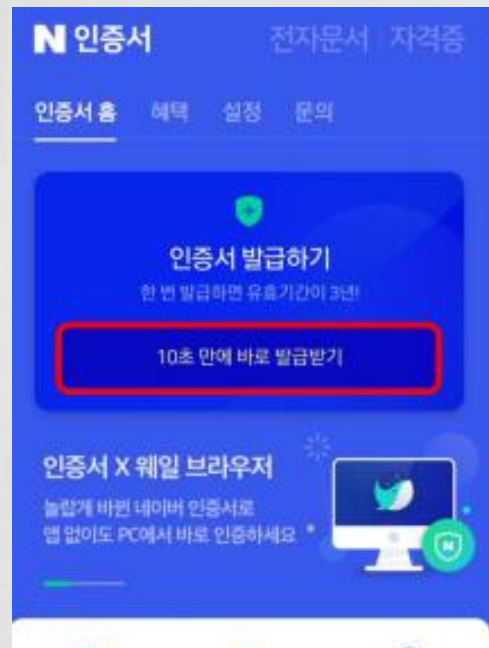 N 인증서 전자문서 자격증
인증서 홈 혜택 설정 문의
인증서 발급하기
한 번 발급하면 유효기간이 3년!
10초 만에 바로 발급받기
인증서 X 웨일 브라우저
놀랍게 바뀐 네이버 인증서로
앱 없이도 PC에서 바로 인증하세요
N